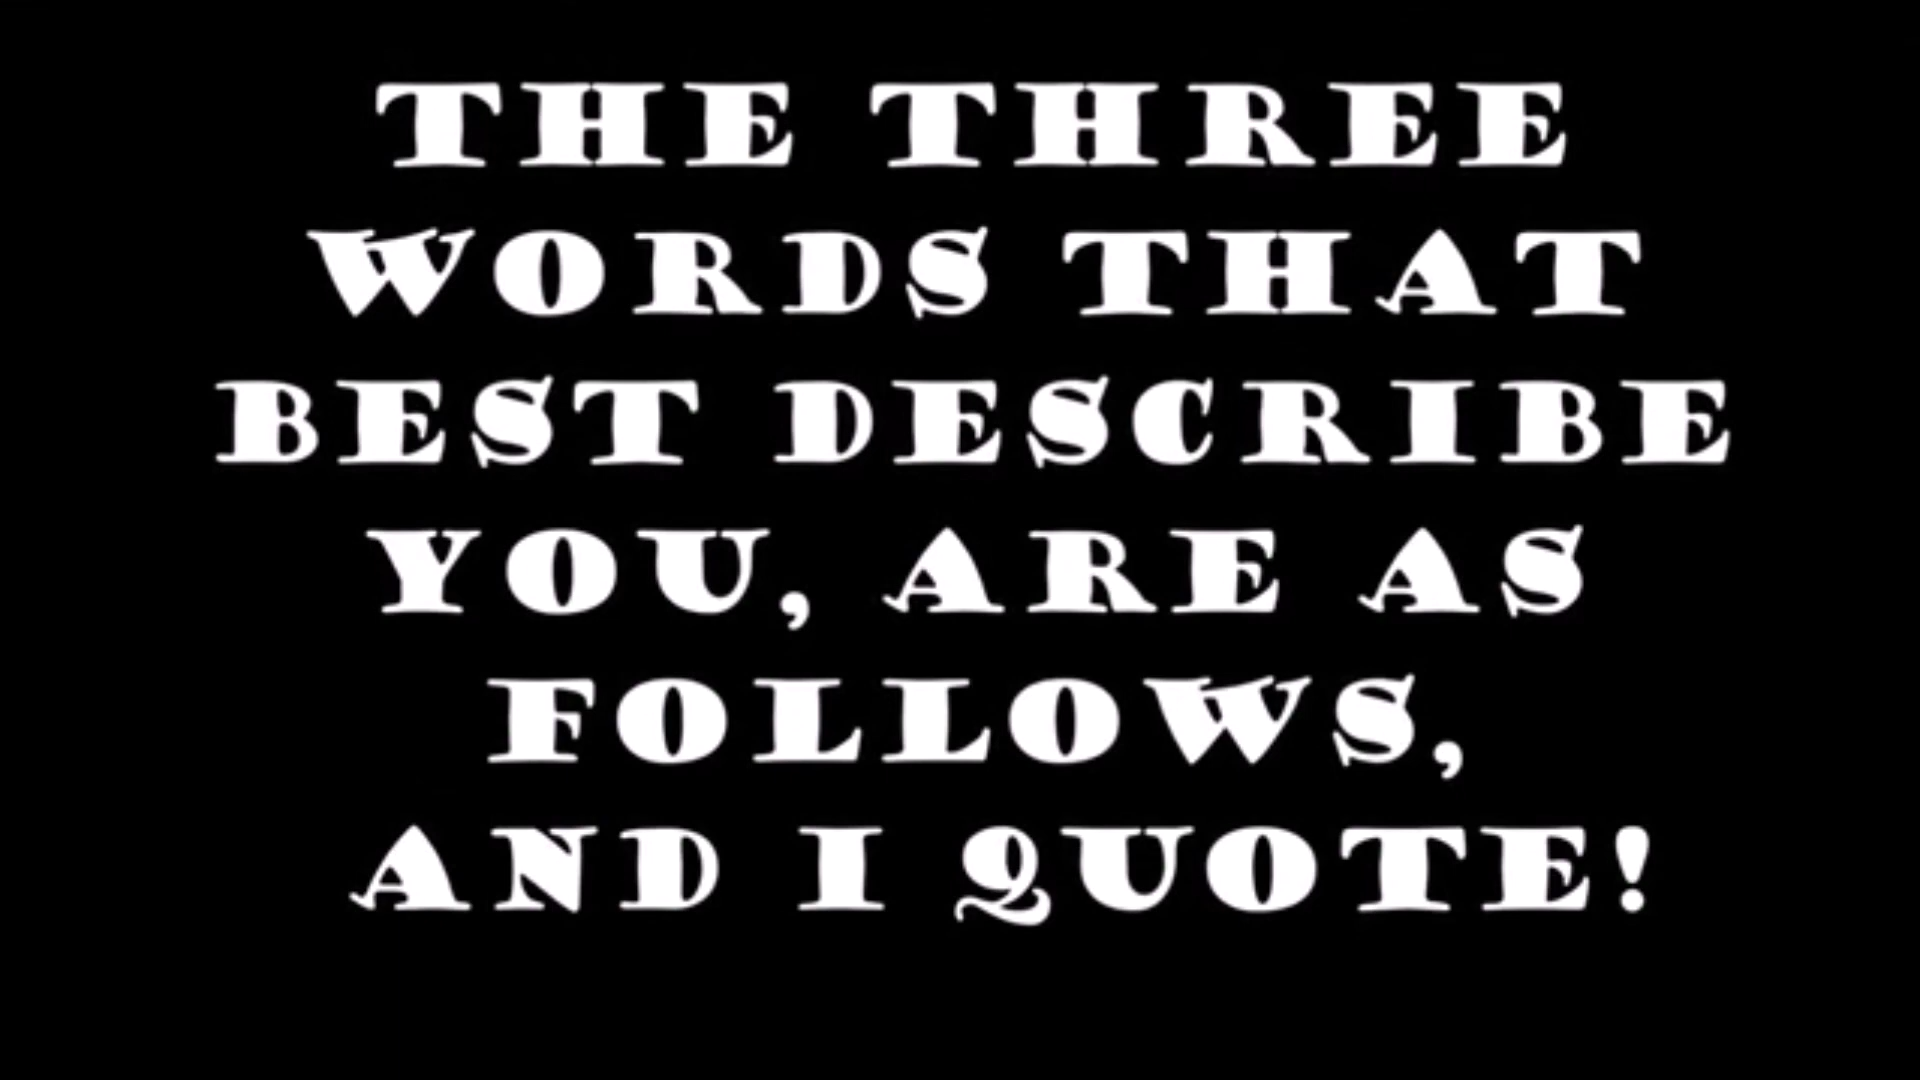 THE THREE
WORDS THAT
BEST DESCRIBE
YOU, ARE AS
FOLLOWS,
AND I QUOTE!